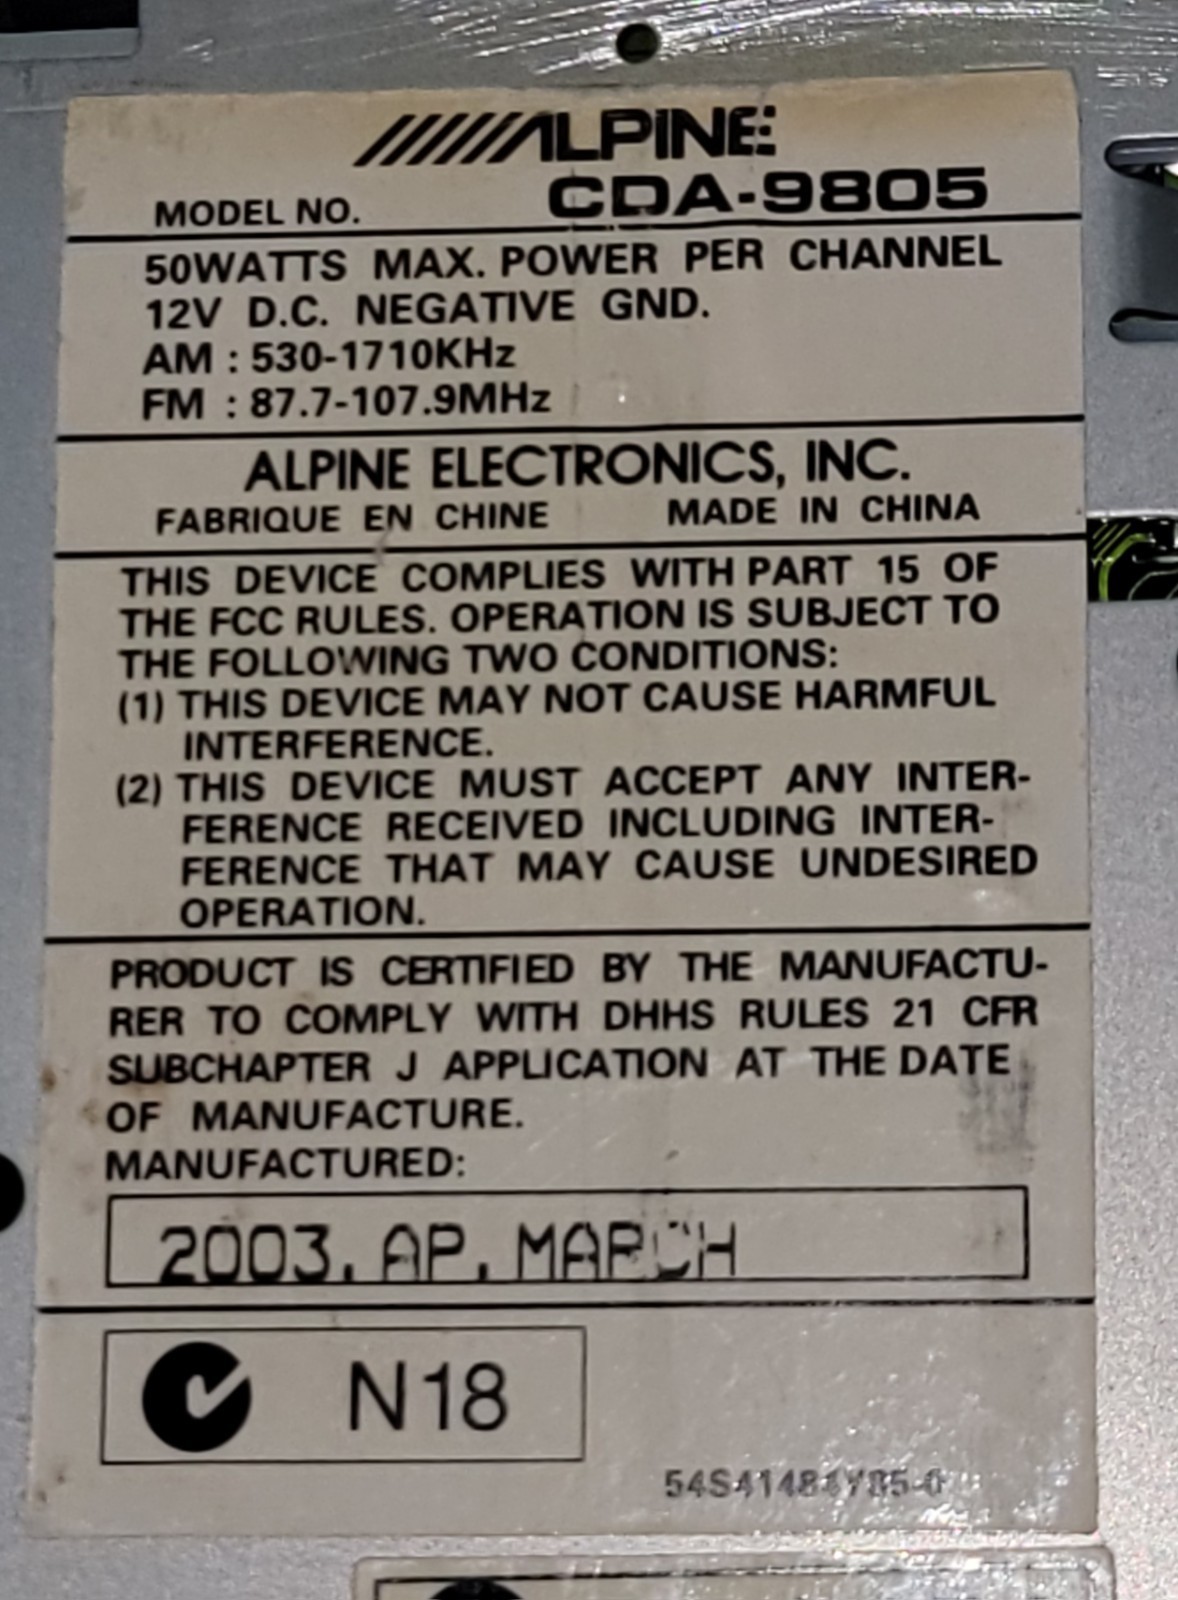 ALPINE
MODEL NO. CDA-9805
50WATTS MAX. POWER PER CHANNEL
12V D.C. NEGATIVE GND.
AM : 530-1710KHz
FM : 87.7-107.9MHz
ALPINE ELECTRONICS, INC.
FABRIQUE EN CHINE MADE IN CHINA
THIS DEVICE COMPLIES WITH PART 15 OF
THE FCC RULES. OPERATION IS SUBJECT TO
THE FOLLOWING TWO CONDITIONS:
(1) THIS DEVICE MAY NOT CAUSE HARMFUL
INTERFERENCE.
(2) THIS DEVICE MUST ACCEPT ANY INTER-
FERENCE RECEIVED INCLUDING INTER-
FERENCE THAT MAY CAUSE UNDESIRED
OPERATION.
PRODUCT IS CERTIFIED BY THE MANUFACTU-
RER TO COMPLY WITH DHHS RULES 21 CFR
SUBCHAPTER J APPLICATION AT THE DATE
OF MANUFACTURE.
MANUFACTURED:
2003. AP. MARCH
N18